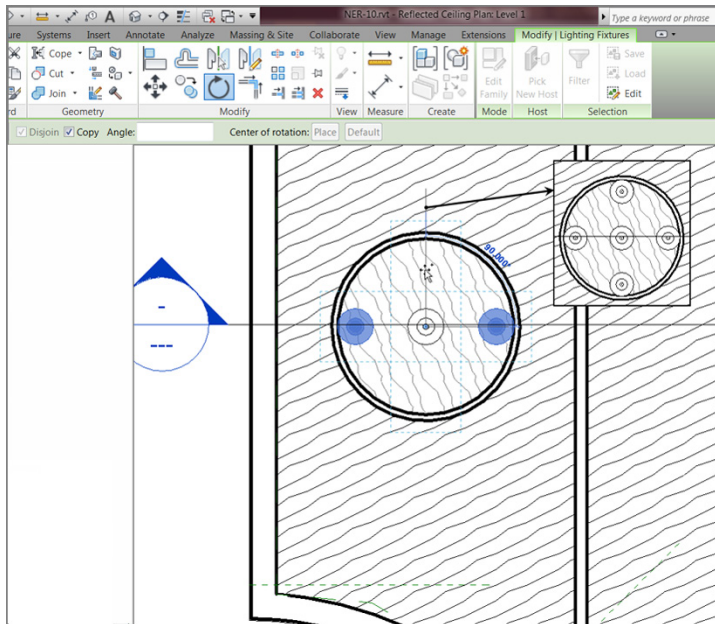 NER-10.rvt - Reflected Ceiling Plan: Level 1
Type a keyword or phrase
ure Systems Insert Annotate Analyze Massing & Site Collaborate View Manage Extensions Modify | Lighting Fixtures
Cope
Cut
Join
Edit Family
Pick New Host
Filter
Save
Load
Edit
rd Geometry Modify View Measure Create Mode Host Selection
Disjoin Copy Angle: Center of rotation: Place Default
90.000°
-
---